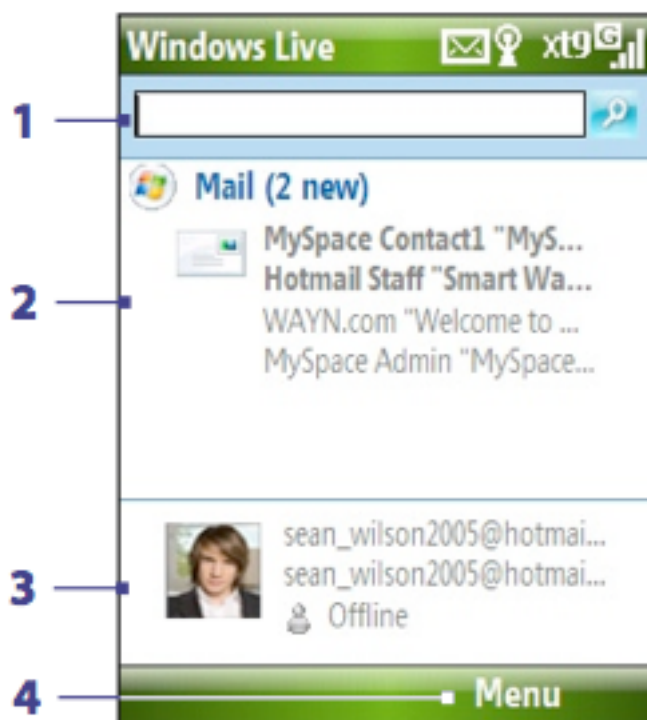 Windows Live xt9 G
1
Mail (2 new)
MySpace Contact1 "MyS...
Hotmail Staff "Smart Wa...
2
WAYN.com "Welcome to ...
MySpace Admin "MySpace...
sean_wilson2005@hotmai...
sean_wilson2005@hotmai...
3
Offline
4
Menu